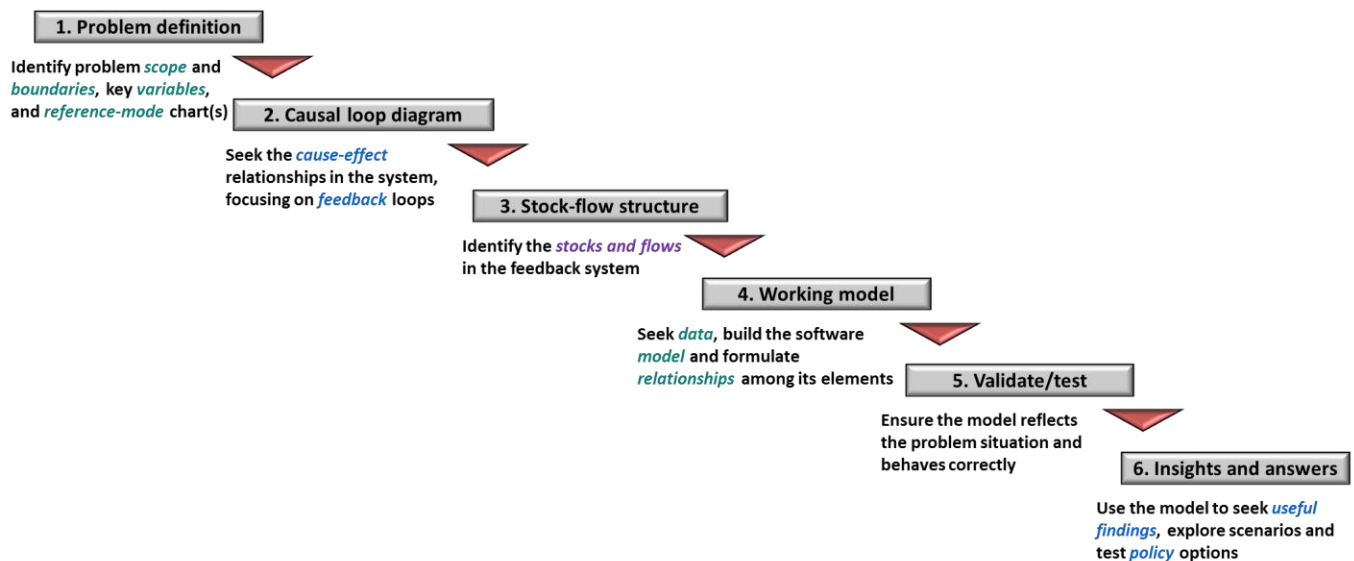 1. Problem definition
Identify problem scope and
boundaries, key variables,
and reference-mode chart(s)
2. Causal loop diagram
Seek the cause-effect
relationships in the system,
focusing on feedback loops
3. Stock-flow structure
Identify the stocks and flows
in the feedback system
4. Working model
Seek data, build the software
model and formulate
relationships among its elements
5. Validate/test
Ensure the model reflects
the problem situation and
behaves correctly
6. Insights and answers
Use the model to seek useful
findings, explore scenarios and
test policy options